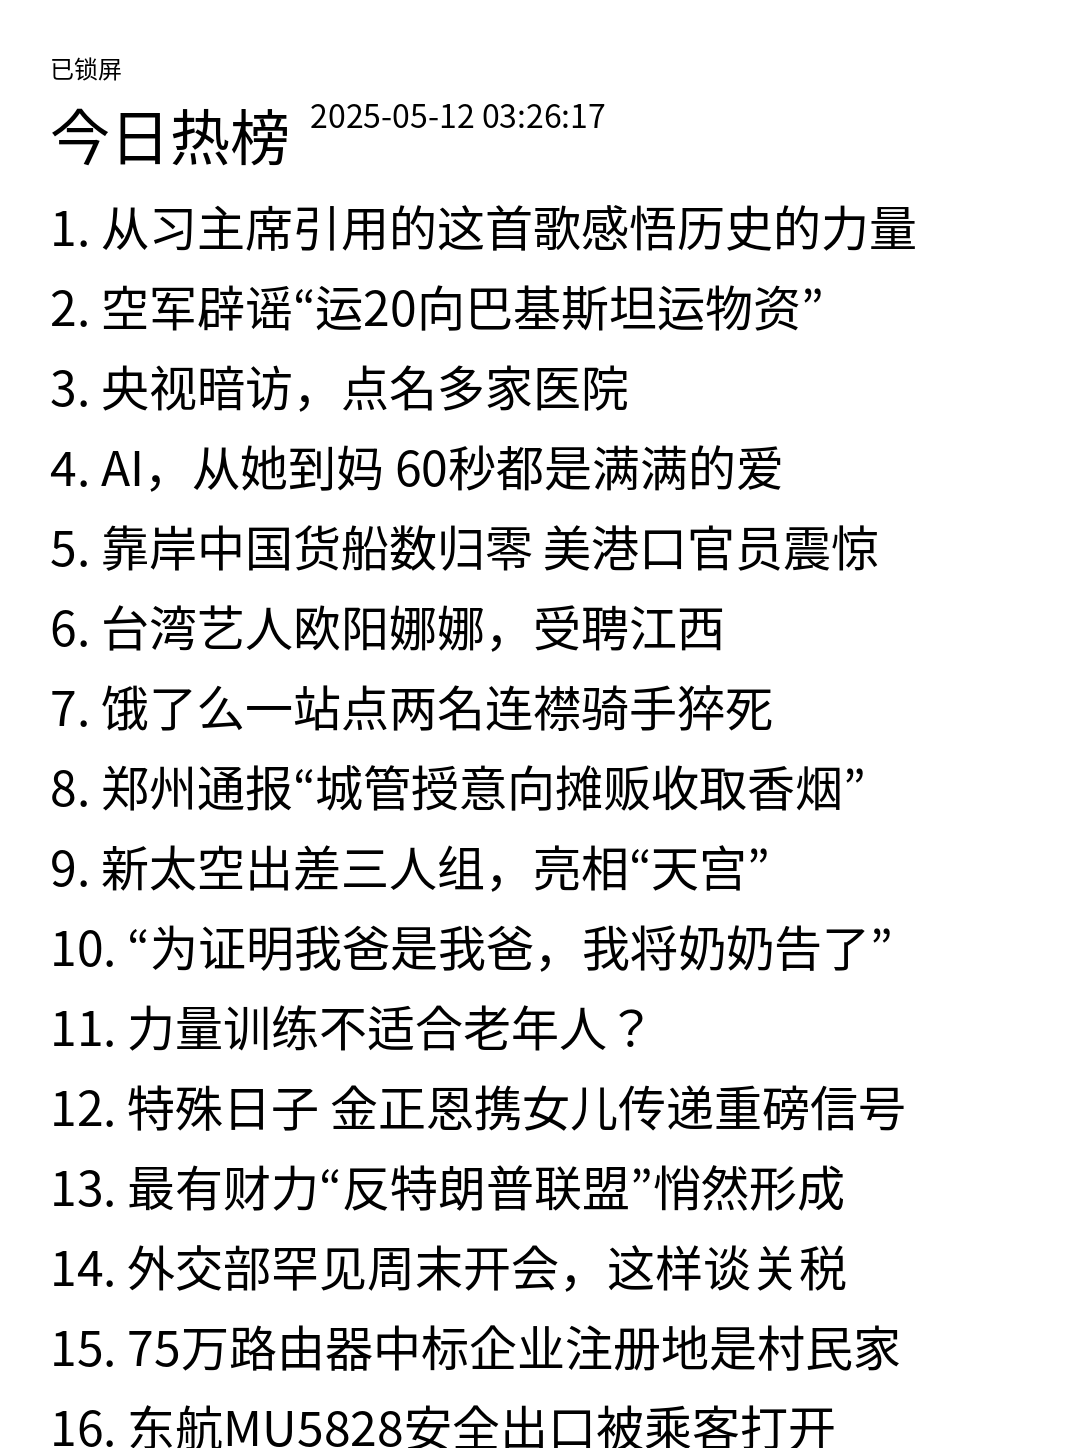 已锁屏
今日热榜 2025-05-12 03:26:17
1. 从习主席引用的这首歌感悟历史的力量
2. 空军辟谣“运20向巴基斯坦运物资”
3. 央视暗访，点名多家医院
4. AI，从她到妈 60秒都是满满的爱
5. 靠岸中国货船数归零 美港口官员震惊
6. 台湾艺人欧阳娜娜，受聘江西
7. 饿了么一站点两名连襟骑手猝死
8. 郑州通报“城管授意向摊贩收取香烟”
9. 新太空出差三人组，亮相“天宫”
10. “为证明我爸是我爸，我将奶奶告了”
11. 力量训练不适合老年人？
12. 特殊日子 金正恩携女儿传递重磅信号
13. 最有财力“反特朗普联盟”悄然形成
14. 外交部罕见周末开会，这样谈关税
15. 75万路由器中标企业注册地是村民家
16. 东航MU5828安全出口被乘客打开